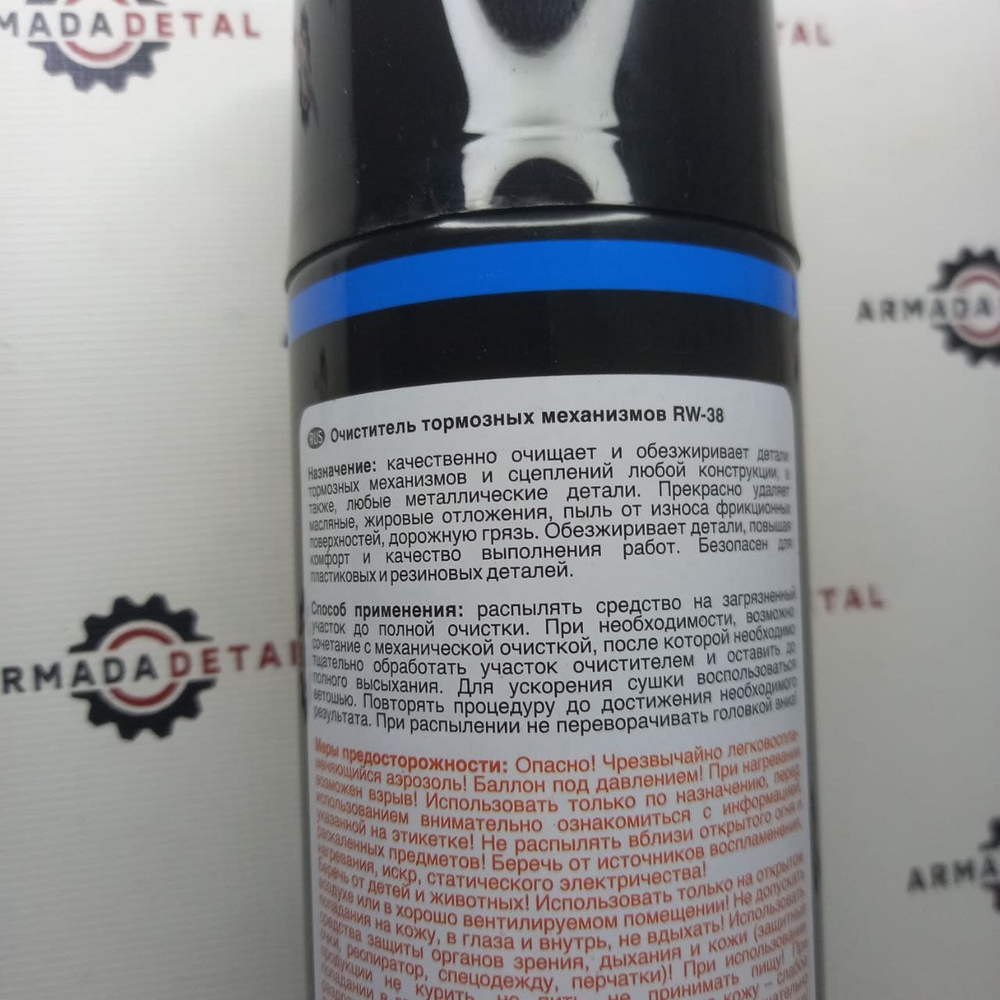 ARMADADETAL
ARMADA
RMADADETAL
TAL
ARMA
RUS Очиститель тормозных механизмов RW-38
Назначение: качественно очищает и обезжиривает детали
тормозных механизмов и сцеплений любой конструкции, а
также, любые металлические детали. Прекрасно удаляет
масляные, жировые отложения, пыль от износа фрикционных
поверхностей, дорожную грязь. Обезжиривает детали, повышая
комфорт и качество выполнения работ. Безопасен для
пластиковых и резиновых деталей.
Способ применения: распылять средство на загрязненный
участок до полной очистки. При необходимости, возможно
сочетание с механической очисткой, после которой необходимо
тщательно обработать участок очистителем и оставить до
полного высыхания. Для ускорения сушки воспользоваться
ветошью. Повторять процедуру до достижения необходимого
результата. При распылении не переворачивать головкой вниз!
Меры предосторожности: Опасно! Чрезвычайно легковоспла-
меняющийся аэрозоль! Баллон под давлением! При нагревании
возможен взрыв! Использовать только по назначению, перед
использованием внимательно ознакомиться с информацией,
указанной на этикетке! Не распылять вблизи открытого огня и
раскаленных предметов! Беречь от источников воспламенения,
нагревания, искр, статического электричества!
Беречь от детей и животных! Использовать только на открытом
воздухе или в хорошо вентилируемом помещении! Не допускать
попадания на кожу, в глаза и внутрь, не вдыхать! Использовать
средства защиты органов зрения, дыхания и кожи (защитные
очки, респиратор, спецодежду, перчатки)! При использовании
продукции не курить, не пить, не принимать пищу! При
попадании в кожу – слабое